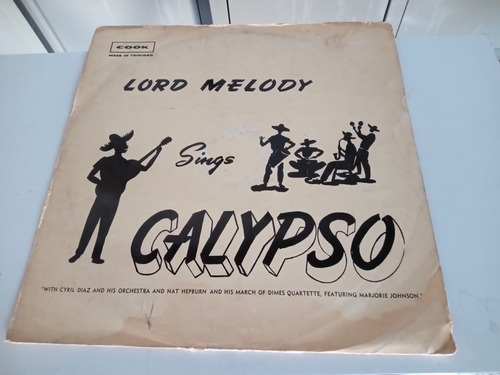 COOK
MADE IN TRINIDAD
LORD MELODY
Sings
CALYPSO
"WITH CYRIL DIAZ AND HIS ORCHESTRA AND NAT HEPBURN AND HIS MARCH-OF-DIMES QUARTETTE, FEATURING MARJORIE JOHNSON."